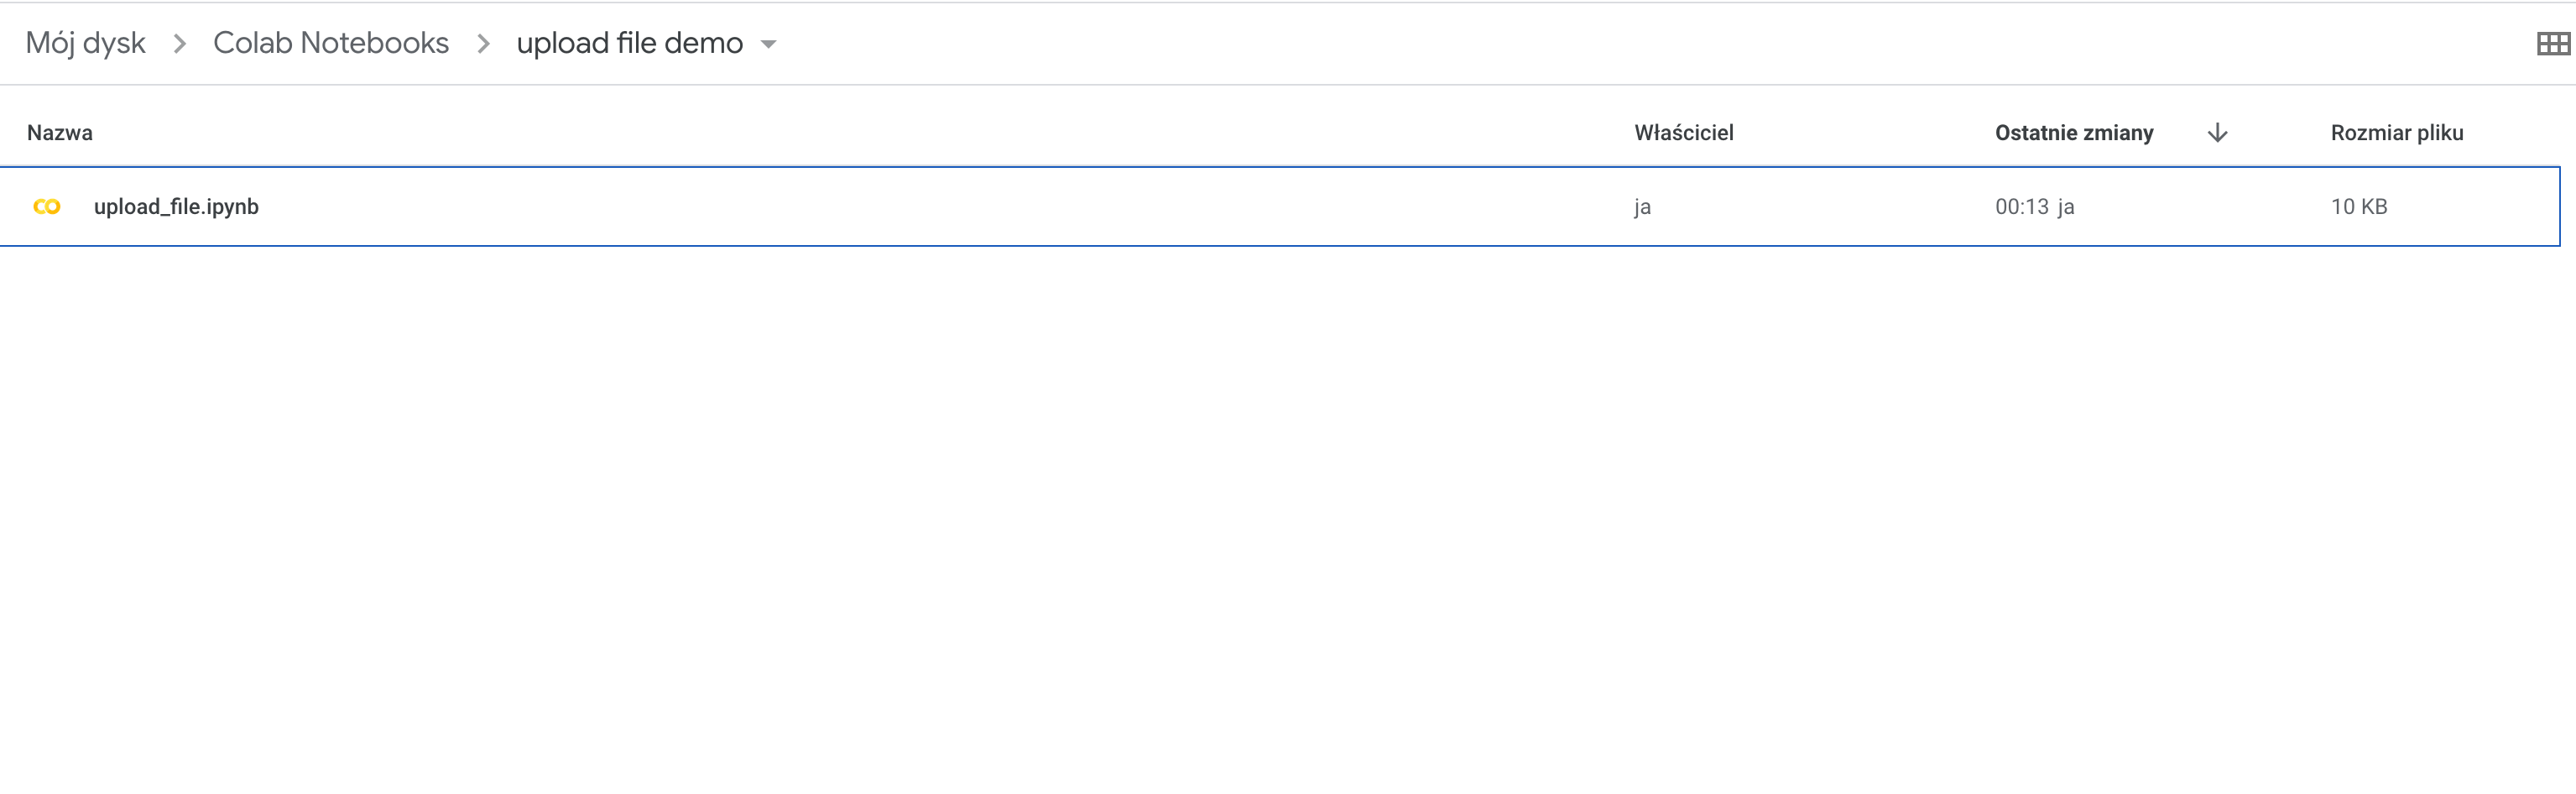 Mój dysk > Colab Notebooks > upload file demo
Nazwa Właściciel Ostatnie zmiany Rozmiar pliku
upload_file.ipynb ja 00:13 ja 10 KB